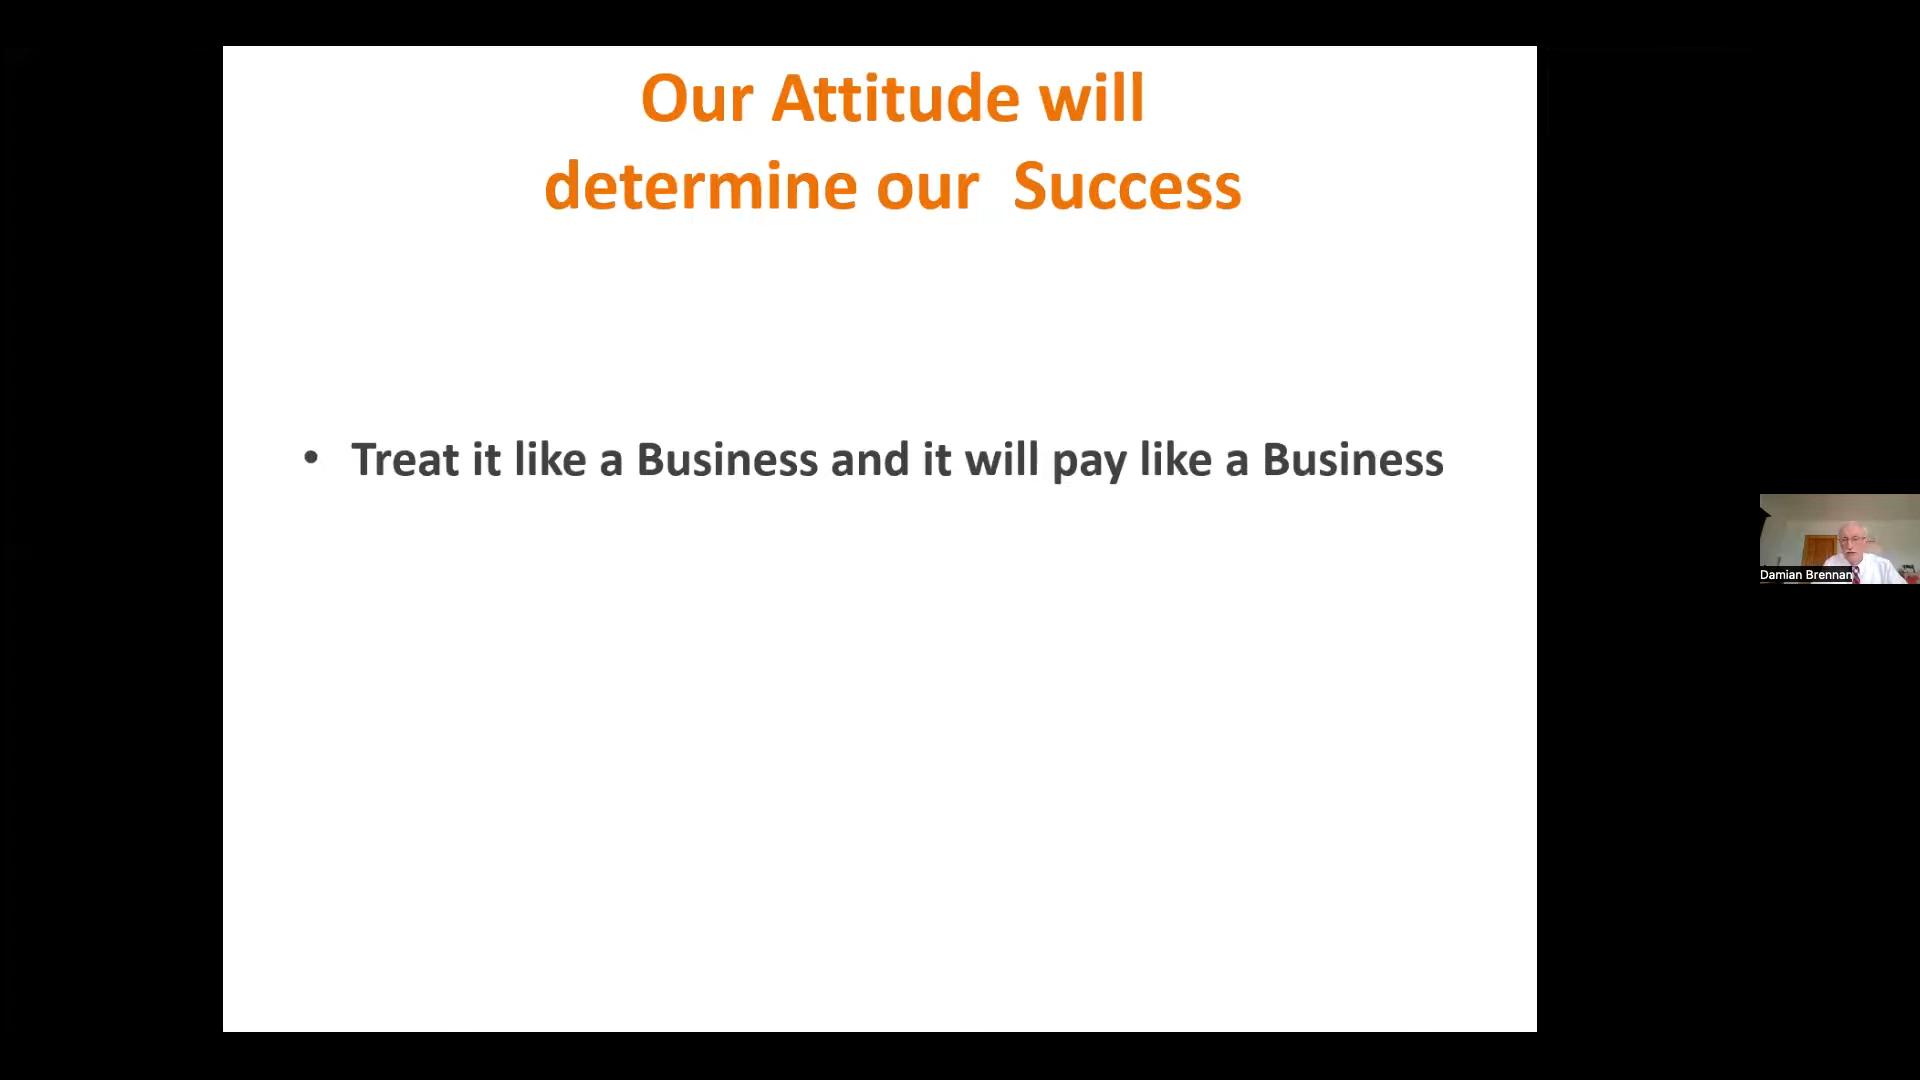 Our Attitude will
determine our  Success
• Treat it like a Business and it will pay like a Business
Damian Brennan